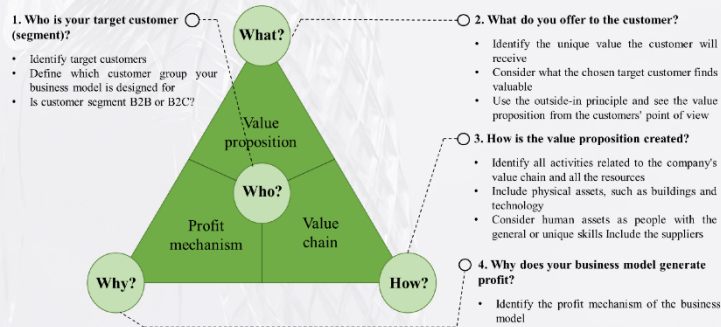 1. Who is your target customer
(segment)?
• Identify target customers
• Define which customer group your
business model is designed for
• Is customer segment B2B or B2C?
What?
Value
proposition
Who?
Profit
mechanism
Value
chain
Why?
How?
2. What do you offer to the customer?
• Identify the unique value the customer will
receive
• Consider what the chosen target customer finds
valuable
• Use the outside-in principle and see the value
proposition from the customers' point of view
3. How is the value proposition created?
• Identify all activities related to the company's
value chain and all the resources
• Include physical assets, such as buildings and
technology
• Consider human assets as people with the
general or unique skills Include the suppliers
4. Why does your business model generate
profit?
• Identify the profit mechanism of the business
model